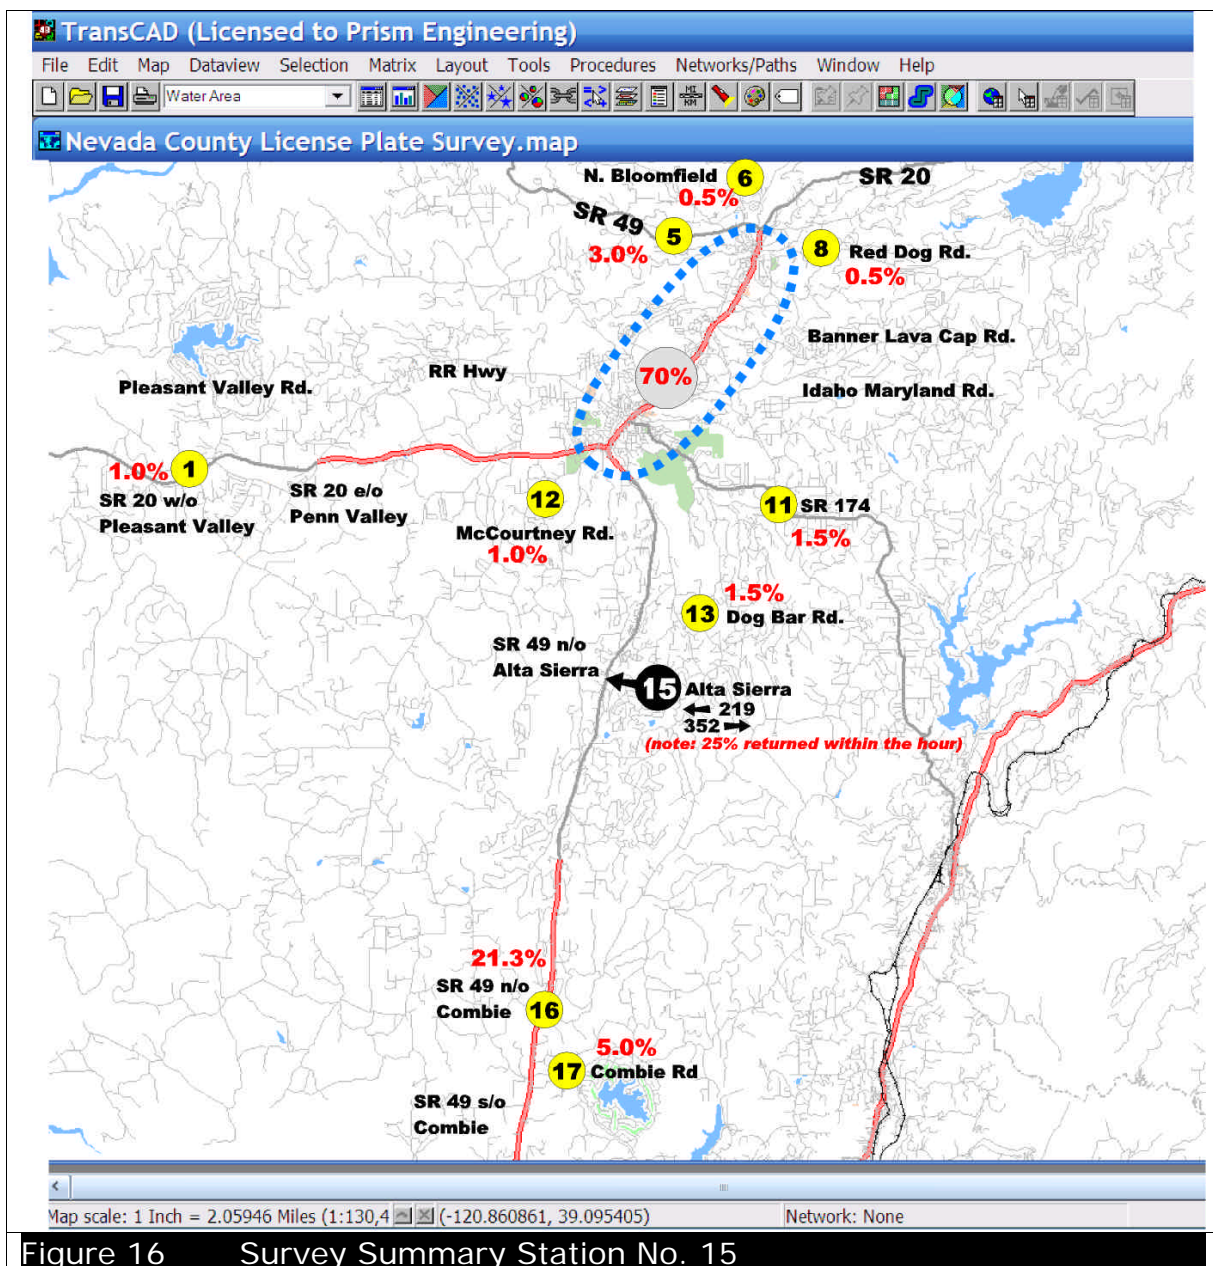 TransCAD (Licensed to Prism Engineering)
File Edit Map Dataview Selection Matrix Layout Tools Procedures Networks/Paths Window Help
Water Area
MI
KM
Nevada County License Plate Survey.map
N. Bloomfield 6
0.5%
SR 20
SR 49
5
3.0%
8 Red Dog Rd.
0.5%
Banner Lava Cap Rd.
RR Hwy
70%
Pleasant Valley Rd.
Idaho Maryland Rd.
1.0% 1
SR 20 w/o
Pleasant Valley
SR 20 e/o
Penn Valley
12
McCourtney Rd.
1.0%
11 SR 174
1.5%
1.5%
13 Dog Bar Rd.
SR 49 n/o
Alta Sierra
15 Alta Sierra
219
352
(note: 25% returned within the hour)
21.3%
SR 49 n/o
Combie 16
5.0%
17 Combie Rd
SR 49 s/o
Combie
Map scale: 1 Inch = 2.05946 Miles (1:130,4 (-120.860861, 39.095405) Network: None
Figure 16 Survey Summary Station No. 15